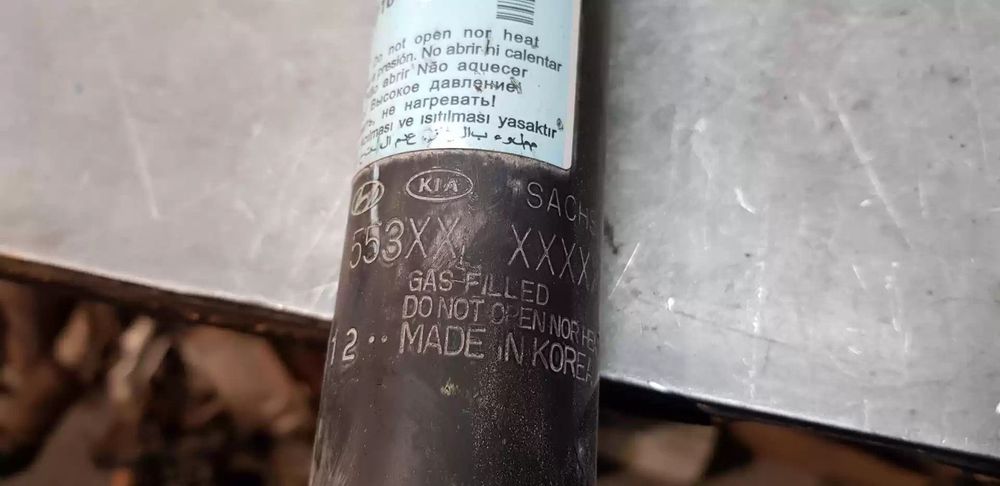 not open nor heat
presión. No abrir ni calentar
abrir Não aquecer
Высокое давление
не нагревать!
ve ısıtılması yasaktır
KIA SACHS
553XX XXXX
GAS-FILLED
DO NOT OPEN NOR HE
12·· MADE IN KOREA